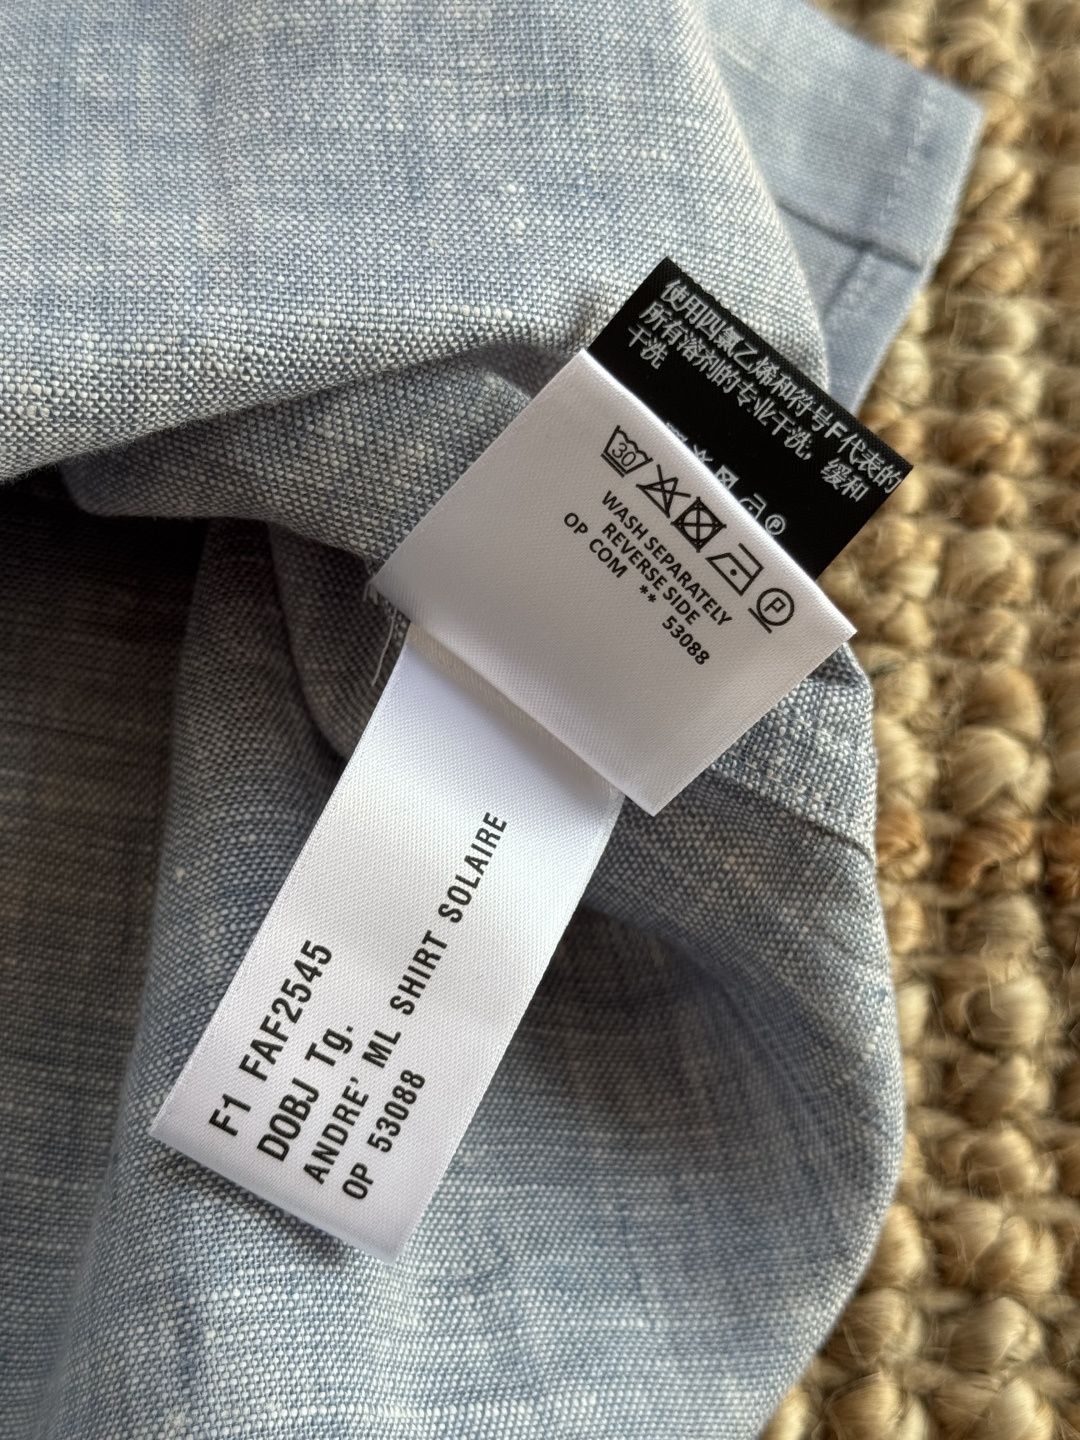 使用四氯乙烯和符号F代表的
所有溶剂的专业干洗，缓和
干洗
P
30
P
WASH SEPARATELY
REVERSE SIDE
OP COM ** 53088
F1 FAF2545
DOBJ Tg.
ANDRE' ML SHIRT SOLAIRE
OP 53088